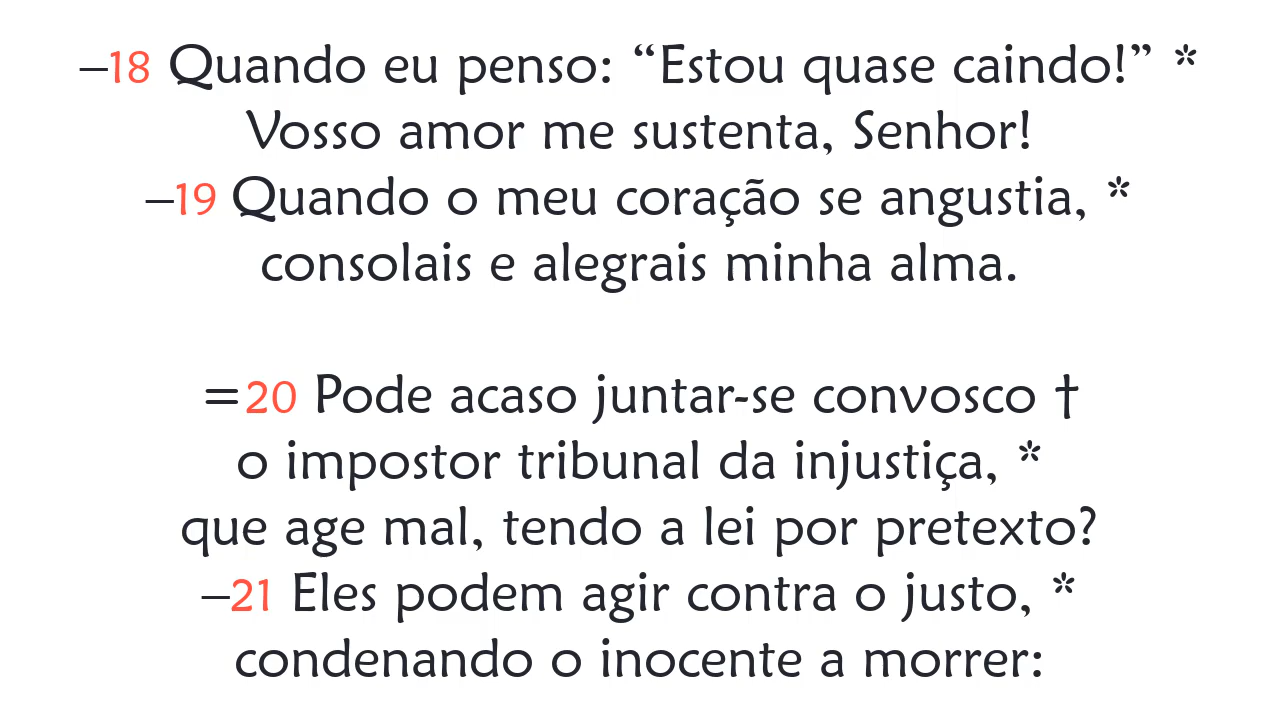 –18 Quando eu penso: “Estou quase caindo!” *
Vosso amor me sustenta, Senhor!
–19 Quando o meu coração se angustia, *
consolais e alegrais minha alma.
=20 Pode acaso juntar-se convosco †
o impostor tribunal da injustiça, *
que age mal, tendo a lei por pretexto?
–21 Eles podem agir contra o justo, *
condenando o inocente a morrer: